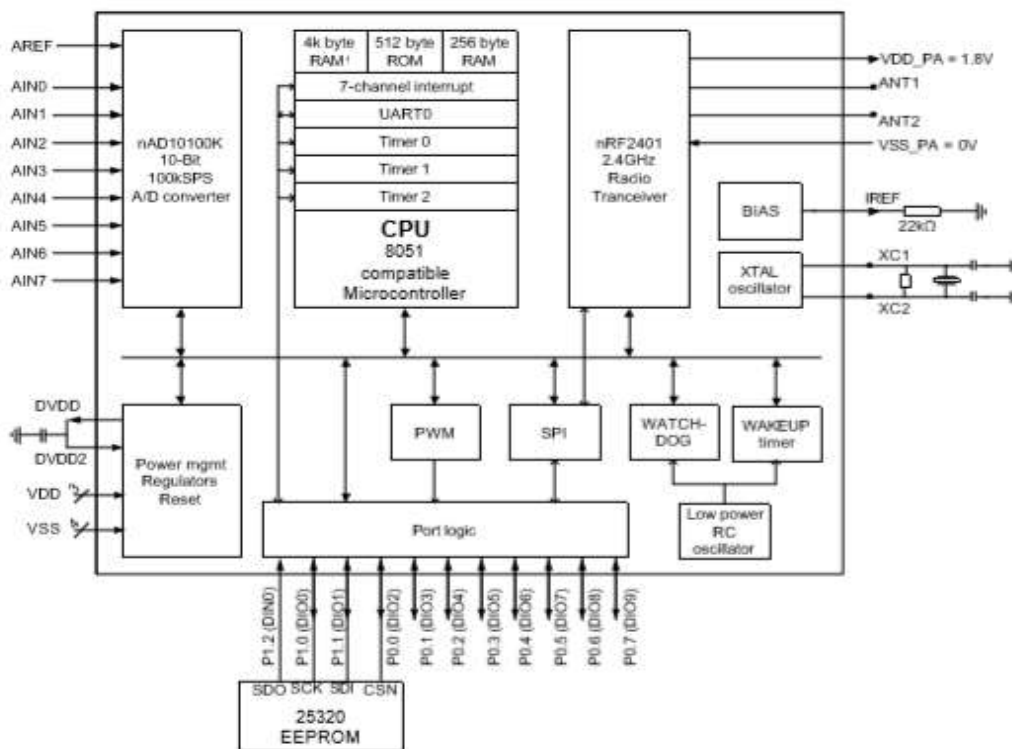 AREF
AIN0
AIN1
AIN2
AIN3
AIN4
AIN5
AIN6
AIN7
nAD10100K
10-Bit
100kSPS
A/D converter
4k byte
RAM¹
512 byte
ROM
256 byte
RAM
7-channel interrupt
UART0
Timer 0
Timer 1
Timer 2
CPU
8051
compatible
Microcontroller
nRF2401
2.4GHz
Radio
Tranceiver
VDD_PA = 1.8V
ANT1
ANT2
VSS_PA = 0V
BIAS
IREF
22kΩ
XTAL
oscillator
XC1
XC2
DVDD
DVDD2
VDD 3
VSS 4
Power mgmt
Regulators
Reset
PWM
SPI
WATCH-
DOG
WAKEUP
timer
Low power
RC
oscillator
Port logic
P1.2 (DIN0)
P1.0 (DIO0)
P1.1 (DIO1)
P0.0 (DIO2)
P0.1 (DIO3)
P0.2 (DIO4)
P0.3 (DIO5)
P0.4 (DIO6)
P0.5 (DIO7)
P0.6 (DIO8)
P0.7 (DIO9)
SDO SCK SDI CSN
25320
EEPROM